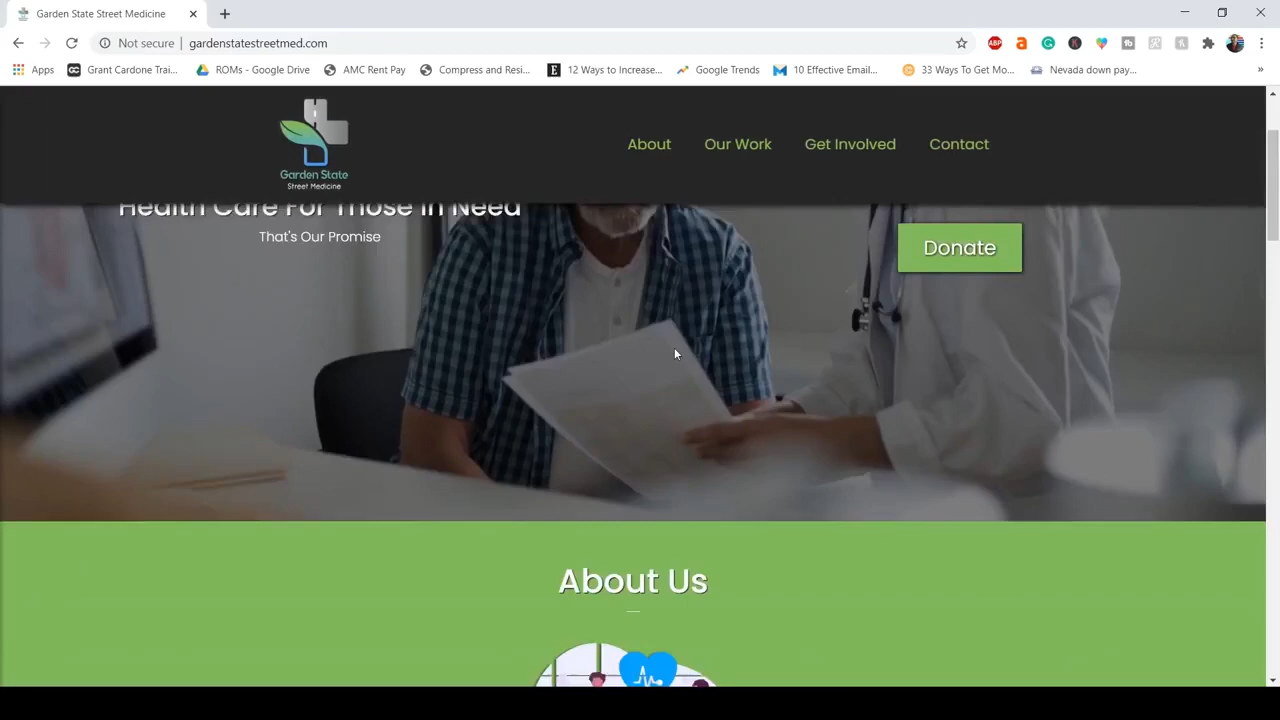 Garden State Street Medicine
Not secure
gardenstatestreetmed.com
ABP
Apps
Grant Cardone Trai...
ROMs - Google Drive
AMC Rent Pay
Compress and Resi...
12 Ways to Increase...
Google Trends
10 Effective Email...
33 Ways To Get Mo...
Nevada down pay...
»
Garden State
Street Medicine
About
Our Work
Get Involved
Contact
Health Care For Those In Need
That's Our Promise
Donate
About Us